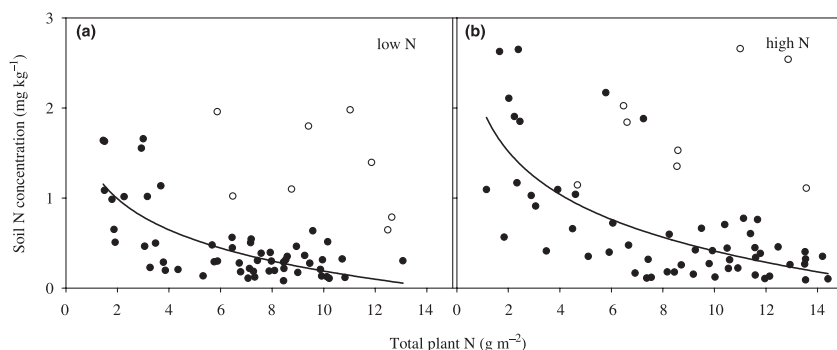 (a)
low N
(b)
high N
3
2
1
0
Soil N concentration (mg kg⁻¹)
0 2 4 6 8 10 12 14
0 2 4 6 8 10 12 14
Total plant N (g m⁻²)